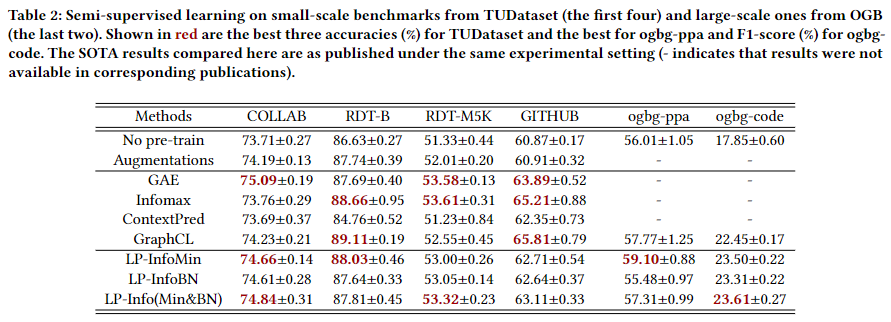 Table 2: Semi-supervised learning on small-scale benchmarks from TUDataset (the first four) and large-scale ones from OGB
(the last two). Shown in red are the best three accuracies (%) for TUDataset and the best for ogbg-ppa and F1-score (%) for ogbg-
code. The SOTA results compared here are as published under the same experimental setting (- indicates that results were not
available in corresponding publications).
Methods COLLAB RDT-B RDT-M5K GITHUB ogbg-ppa ogbg-code
No pre-train 73.71±0.27 86.63±0.27 51.33±0.44 60.87±0.17 56.01±1.05 17.85±0.60
Augmentations 74.19±0.13 87.74±0.39 52.01±0.20 60.91±0.32 - -
GAE 75.09±0.19 87.69±0.40 53.58±0.13 63.89±0.52 - -
Infomax 73.76±0.29 88.66±0.95 53.61±0.31 65.21±0.88 - -
ContextPred 73.69±0.37 84.76±0.52 51.23±0.84 62.35±0.73 - -
GraphCL 74.23±0.21 89.11±0.19 52.55±0.45 65.81±0.79 57.77±1.25 22.45±0.17
LP-InfoMin 74.66±0.14 88.03±0.46 53.00±0.26 62.71±0.54 59.10±0.88 23.50±0.22
LP-InfoBN 74.61±0.28 87.64±0.33 53.05±0.14 62.64±0.37 55.48±0.97 23.31±0.22
LP-Info(Min&BN) 74.84±0.31 87.81±0.45 53.32±0.23 63.11±0.33 57.31±0.99 23.61±0.27